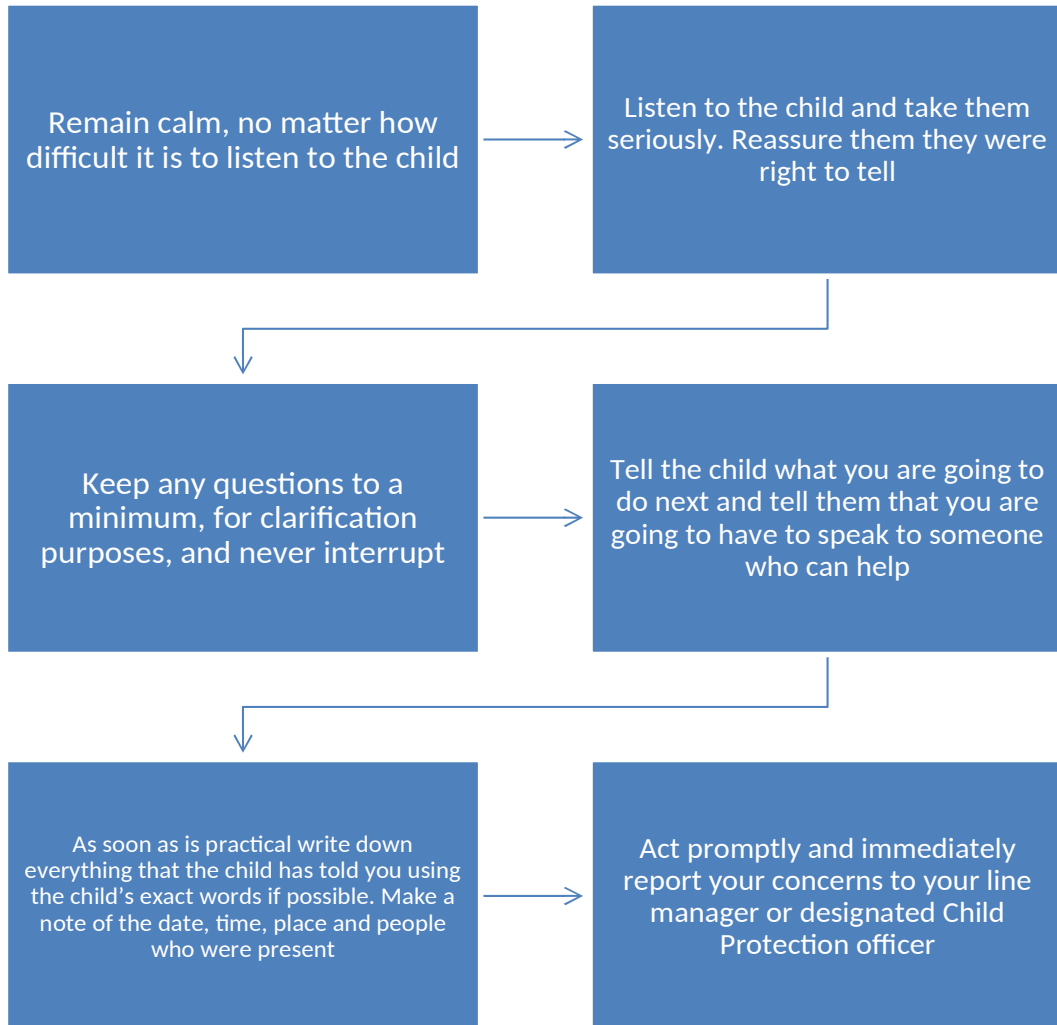 Remain calm, no matter how
difficult it is to listen to the child
Listen to the child and take them
seriously. Reassure them they were
right to tell
Keep any questions to a
minimum, for clarification
purposes, and never interrupt
Tell the child what you are going to
do next and tell them that you are
going to have to speak to someone
who can help
As soon as is practical write down
everything that the child has told you using
the child’s exact words if possible. Make a
note of the date, time, place and people
who were present
Act promptly and immediately
report your concerns to your line
manager or designated Child
Protection officer